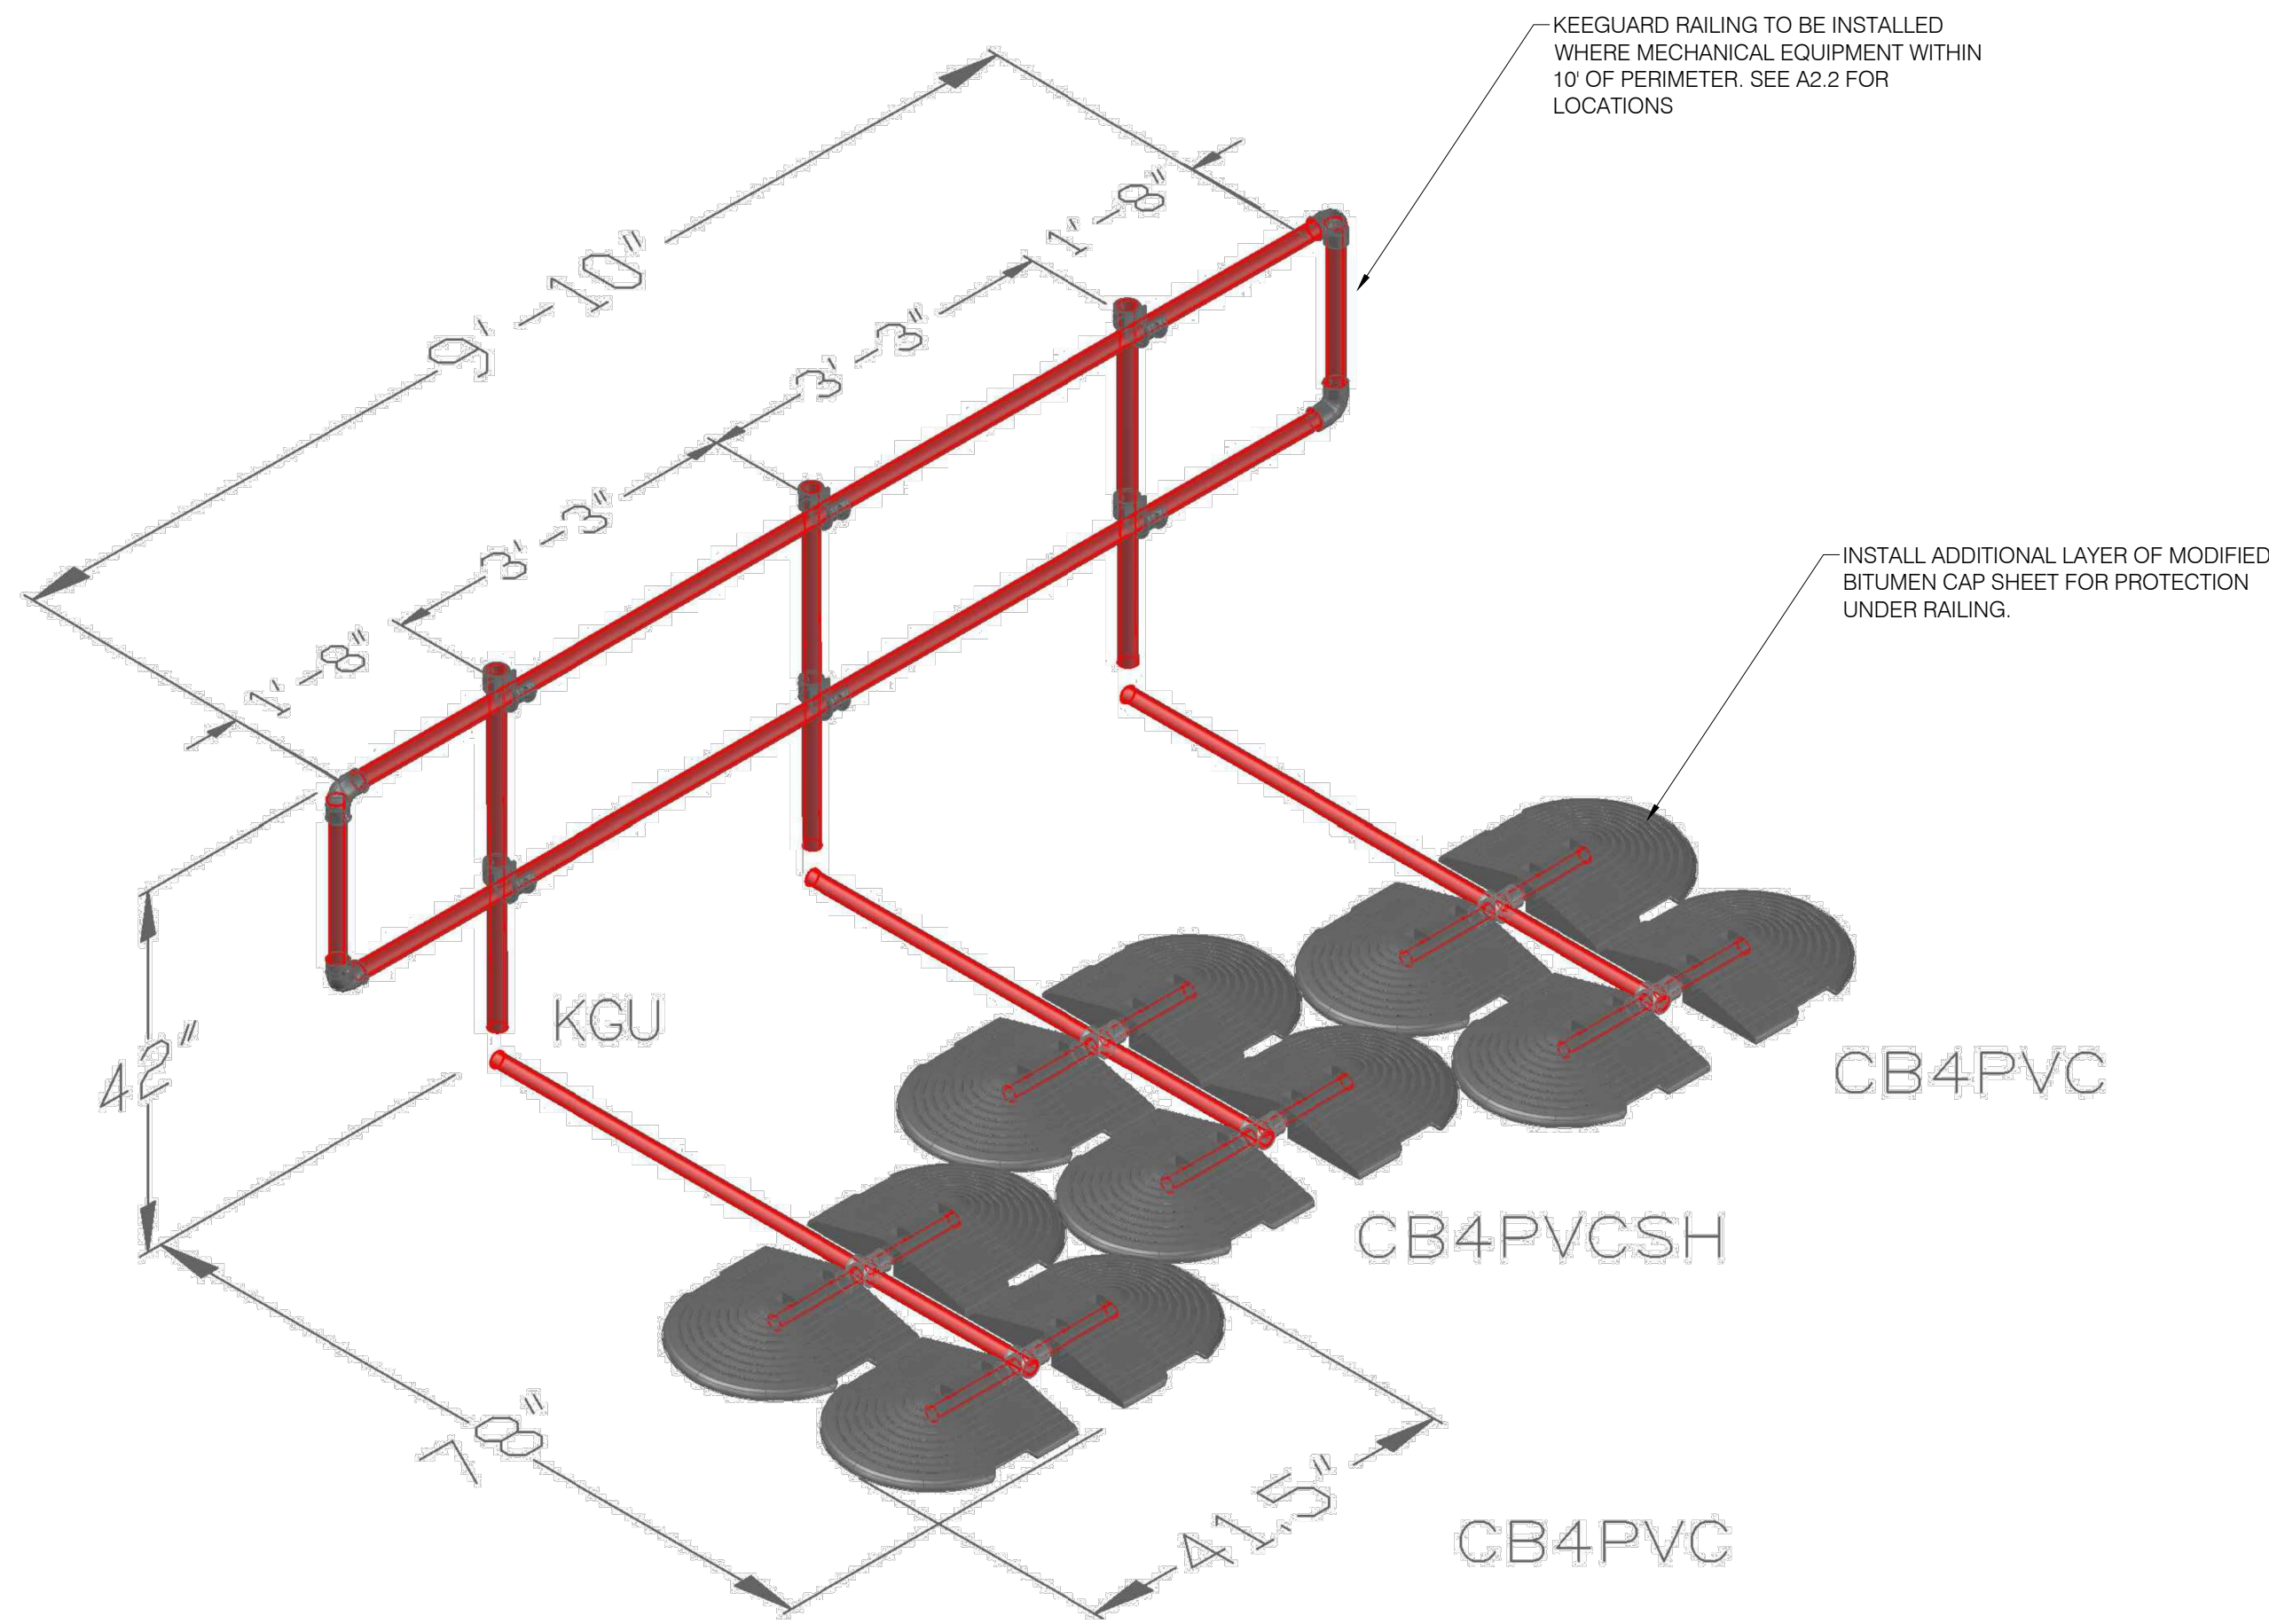 KEEGUARD RAILING TO BE INSTALLED
WHERE MECHANICAL EQUIPMENT WITHIN
10' OF PERIMETER. SEE A2.2 FOR
LOCATIONS
9'-10"
1'-8"
3'-3"
3'-3"
1'-8"
INSTALL ADDITIONAL LAYER OF MODIFIED
BITUMEN CAP SHEET FOR PROTECTION
UNDER RAILING.
KGU
42"
CB4PVC
CB4PVCSH
78"
41.5"
CB4PVC